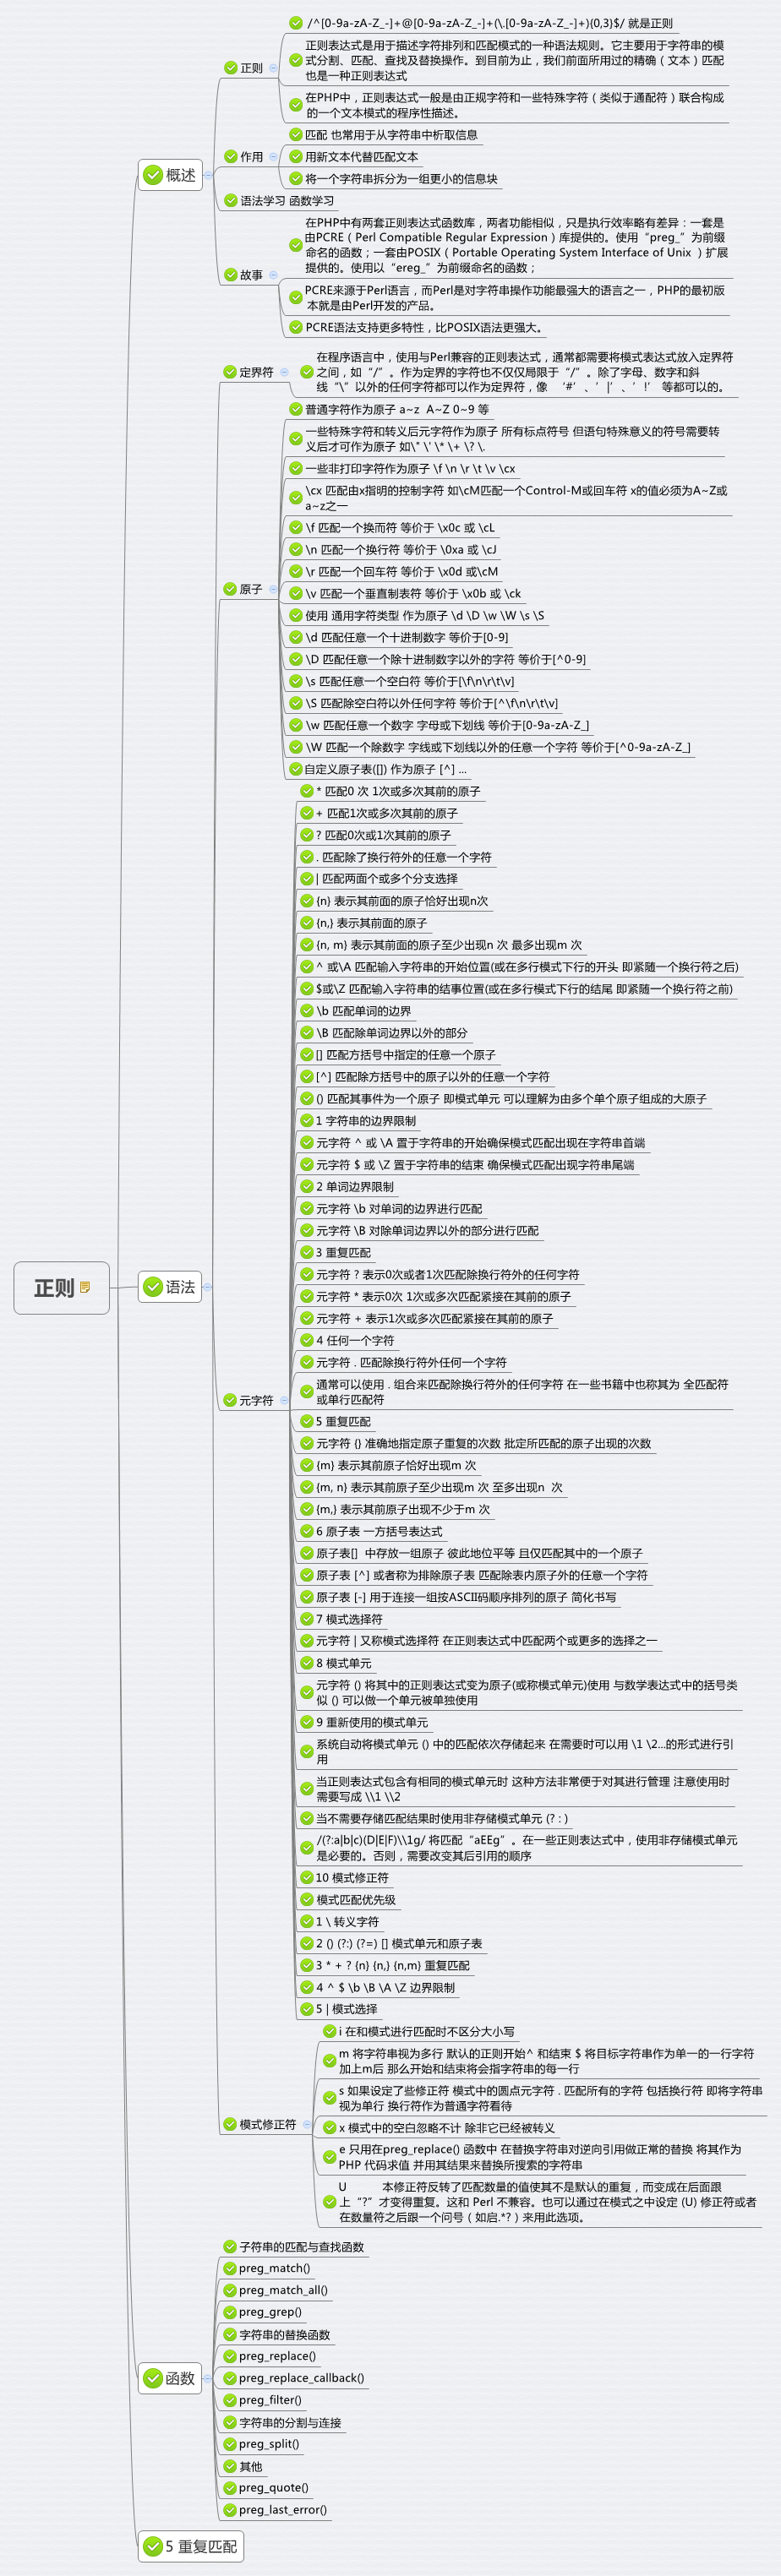 正则
概述
正则
/^[0-9a-zA-Z_-]+@[0-9a-zA-Z_-]+(\.[0-9a-zA-Z_-]+){0,3}$/ 就是正则
正则表达式是用于描述字符排列和匹配模式的一种语法规则。它主要用于字符串的模
式分割、匹配、查找及替换操作。到目前为止，我们前面所用过的精确（文本）匹配
也是一种正则表达式
在PHP中，正则表达式一般是由正规字符和一些特殊字符（类似于通配符）联合构成
的一个文本模式的程序性描述。
作用
匹配 也常用于从字符串中析取信息
用新文本代替匹配文本
将一个字符串拆分为一组更小的信息块
语法学习 函数学习
故事
在PHP中有两套正则表达式函数库，两者功能相似，只是执行效率略有差异：一套是
由PCRE（Perl Compatible Regular Expression）库提供的。使用“preg_”为前缀
命名的函数；一套由POSIX（Portable Operating System Interface of Unix ）扩展
提供的。使用以“ereg_”为前缀命名的函数；
PCRE来源于Perl语言，而Perl是对字符串操作功能最强大的语言之一，PHP的最初版
本就是由Perl开发的产品。
PCRE语法支持更多特性，比POSIX语法更强大。
语法
定界符
在程序语言中，使用与Perl兼容的正则表达式，通常都需要将模式表达式放入定界符
之间，如“/”。作为定界的字符也不仅仅局限于“/”。除了字母、数字和斜
线“\”以外的任何字符都可以作为定界符，像 ‘#’、’|’、’!’ 等都可以的。
原子
普通字符作为原子 a~z A~Z 0~9 等
一些特殊字符和转义后元字符作为原子 所有标点符号 但语句特殊意义的符号需要转
义后才可作为原子 如\" \' \* \+ \? \.
一些非打印字符作为原子 \f \n \r \t \v \cx
\cx 匹配由x指明的控制字符 如\cM匹配一个Control-M或回车符 x的值必须为A~Z或
a~z之一
\f 匹配一个换而符 等价于 \x0c 或 \cL
\n 匹配一个换行符 等价于 \0xa 或 \cJ
\r 匹配一个回车符 等价于 \x0d 或\cM
\v 匹配一个垂直制表符 等价于 \x0b 或 \ck
使用 通用字符类型 作为原子 \d \D \w \W \s \S
\d 匹配任意一个十进制数字 等价于[0-9]
\D 匹配任意一个除十进制数字以外的字符 等价于[^0-9]
\s 匹配任意一个空白符 等价于[\f\n\r\t\v]
\S 匹配除空白符以外任何字符 等价于[^\f\n\r\t\v]
\w 匹配任意一个数字 字母或下划线 等价于[0-9a-zA-Z_]
\W 匹配一个除数字 字线或下划线以外的任意一个字符 等价于[^0-9a-zA-Z_]
自定义原子表([]) 作为原子 [^] ...
元字符
* 匹配0 次 1次或多次其前的原子
+ 匹配1次或多次其前的原子
? 匹配0次或1次其前的原子
. 匹配除了换行符外的任意一个字符
| 匹配两面个或多个分支选择
{n} 表示其前面的原子恰好出现n次
{n,} 表示其前面的原子
{n, m} 表示其前面的原子至少出现n 次 最多出现m 次
^ 或\A 匹配输入字符串的开始位置(或在多行模式下行的开头 即紧随一个换行符之后)
$或\Z 匹配输入字符串的结事位置(或在多行模式下行的结尾 即紧随一个换行符之前)
\b 匹配单词的边界
\B 匹配除单词边界以外的部分
[] 匹配方括号中指定的任意一个原子
[^] 匹配除方括号中的原子以外的任意一个字符
() 匹配其事件为一个原子 即模式单元 可以理解为由多个单个原子组成的大原子
1 字符串的边界限制
元字符 ^ 或 \A 置于字符串的开始确保模式匹配出现在字符串首端
元字符 $ 或 \Z 置于字符串的结束 确保模式匹配出现字符串尾端
2 单词边界限制
元字符 \b 对单词的边界进行匹配
元字符 \B 对除单词边界以外的部分进行匹配
3 重复匹配
元字符 ? 表示0次或者1次匹配除换行符外的任何字符
元字符 * 表示0次 1次或多次匹配紧接在其前的原子
元字符 + 表示1次或多次匹配紧接在其前的原子
4 任何一个字符
元字符 . 匹配除换行符外任何一个字符
通常可以使用 . 组合来匹配除换行符外的任何字符 在一些书籍中也称其为 全匹配符
或单行匹配符
5 重复匹配
元字符 {} 准确地指定原子重复的次数 批定所匹配的原子出现的次数
{m} 表示其前原子恰好出现m 次
{m, n} 表示其前原子至少出现m 次 至多出现n 次
{m,} 表示其前原子出现不少于m 次
6 原子表 一方括号表达式
原子表[] 中存放一组原子 彼此地位平等 且仅匹配其中的一个原子
原子表 [^] 或者称为排除原子表 匹配除表内原子外的任意一个字符
原子表 [-] 用于连接一组按ASCII码顺序排列的原子 简化书写
7 模式选择符
元字符 | 又称模式选择符 在正则表达式中匹配两个或更多的选择之一
8 模式单元
元字符 () 将其中的正则表达式变为原子(或称模式单元)使用 与数学表达式中的括号类
似 () 可以做一个单元被单独使用
9 重新使用的模式单元
系统自动将模式单元 () 中的匹配依次存储起来 在需要时可以用 \1 \2...的形式进行引
用
当正则表达式包含有相同的模式单元时 这种方法非常便于对其进行管理 注意使用时
需要写成 \\1 \\2
当不需要存储匹配结果时使用非存储模式单元 (? : )
/(?:a|b|c)(D|E|F)\\1g/ 将匹配“aEEg”。在一些正则表达式中，使用非存储模式单元
是必要的。否则，需要改变其后引用的顺序
10 模式修正符
模式匹配优先级
1 \ 转义字符
2 () (?:) (?=) [] 模式单元和原子表
3 * + ? {n} {n,} {n,m} 重复匹配
4 ^ $ \b \B \A \Z 边界限制
5 | 模式选择
模式修正符
i 在和模式进行匹配时不区分大小写
m 将字符串视为多行 默认的正则开始^ 和结束 $ 将目标字符串作为单一的一行字符
加上m后 那么开始和结束将会指字符串的每一行
s 如果设定了些修正符 模式中的圆点元字符 . 匹配所有的字符 包括换行符 即将字符串
视为单行 换行符作为普通字符看待
x 模式中的空白忽略不计 除非它已经被转义
e 只用在preg_replace() 函数中 在替换字符串对逆向引用做正常的替换 将其作为
PHP 代码求值 并用其结果来替换所搜索的字符串
U 本修正符反转了匹配数量的值使其不是默认的重复，而变成在后面跟
上“?”才变得重复。这和 Perl 不兼容。也可以通过在模式之中设定 (U) 修正符或者
在数量符之后跟一个问号（如启.*?）来用此选项。
函数
子符串的匹配与查找函数
preg_match()
preg_match_all()
preg_grep()
字符串的替换函数
preg_replace()
preg_replace_callback()
preg_filter()
字符串的分割与连接
preg_split()
其他
preg_quote()
preg_last_error()
5 重复匹配